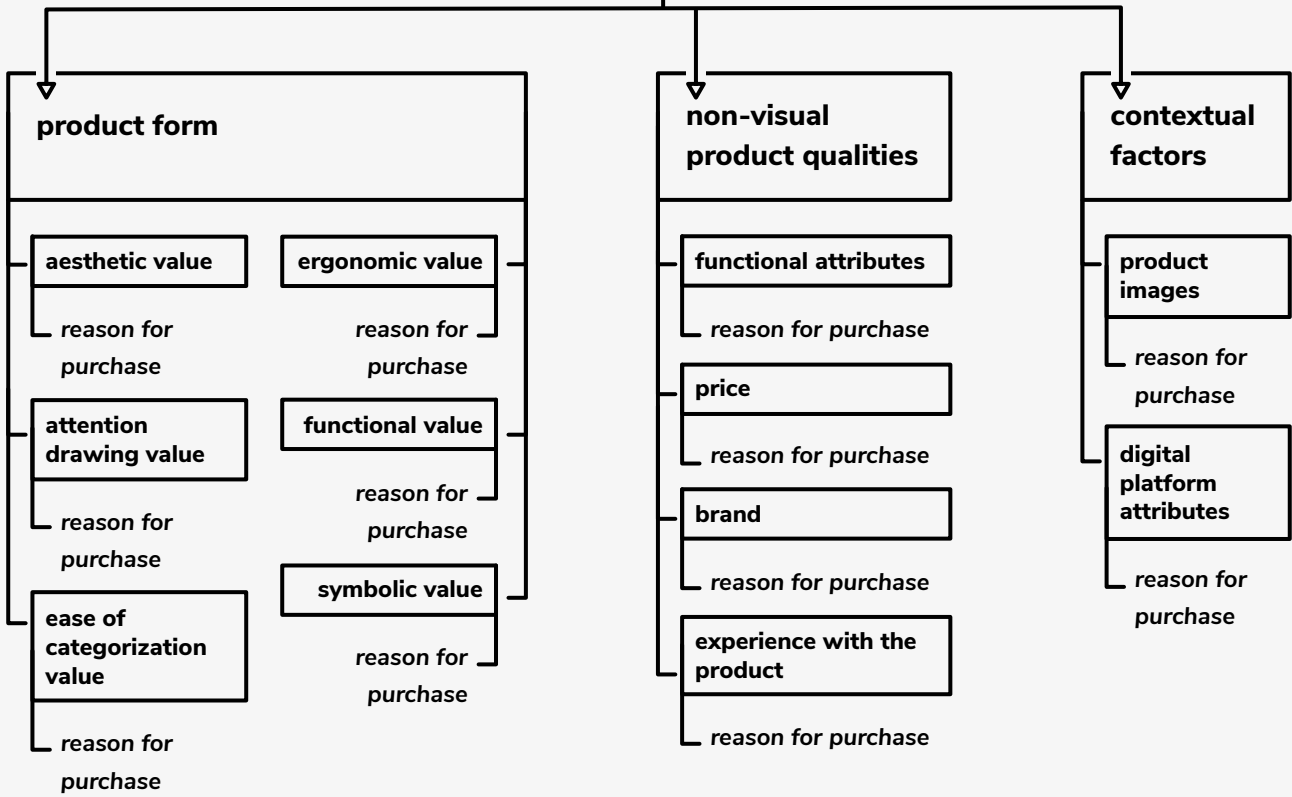 product form
aesthetic value
reason for
purchase
attention
drawing value
reason for
purchase
ease of
categorization
value
reason for
purchase
ergonomic value
reason for
purchase
functional value
reason for
purchase
symbolic value
reason for
purchase
non-visual
product qualities
functional attributes
reason for purchase
price
reason for purchase
brand
reason for purchase
experience with the
product
reason for purchase
contextual
factors
product
images
reason for
purchase
digital
platform
attributes
reason for
purchase